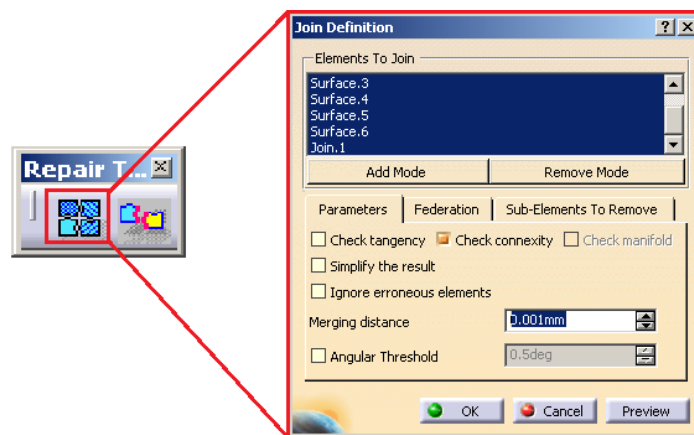 Repair T...
Join Definition
Elements To Join
Surface.3
Surface.4
Surface.5
Surface.6
Join.1
Add Mode Remove Mode
Parameters Federation Sub-Elements To Remove
Check tangency Check connexity Check manifold
Simplify the result
Ignore erroneous elements
Merging distance 0.001mm
Angular Threshold 0.5deg
OK Cancel Preview